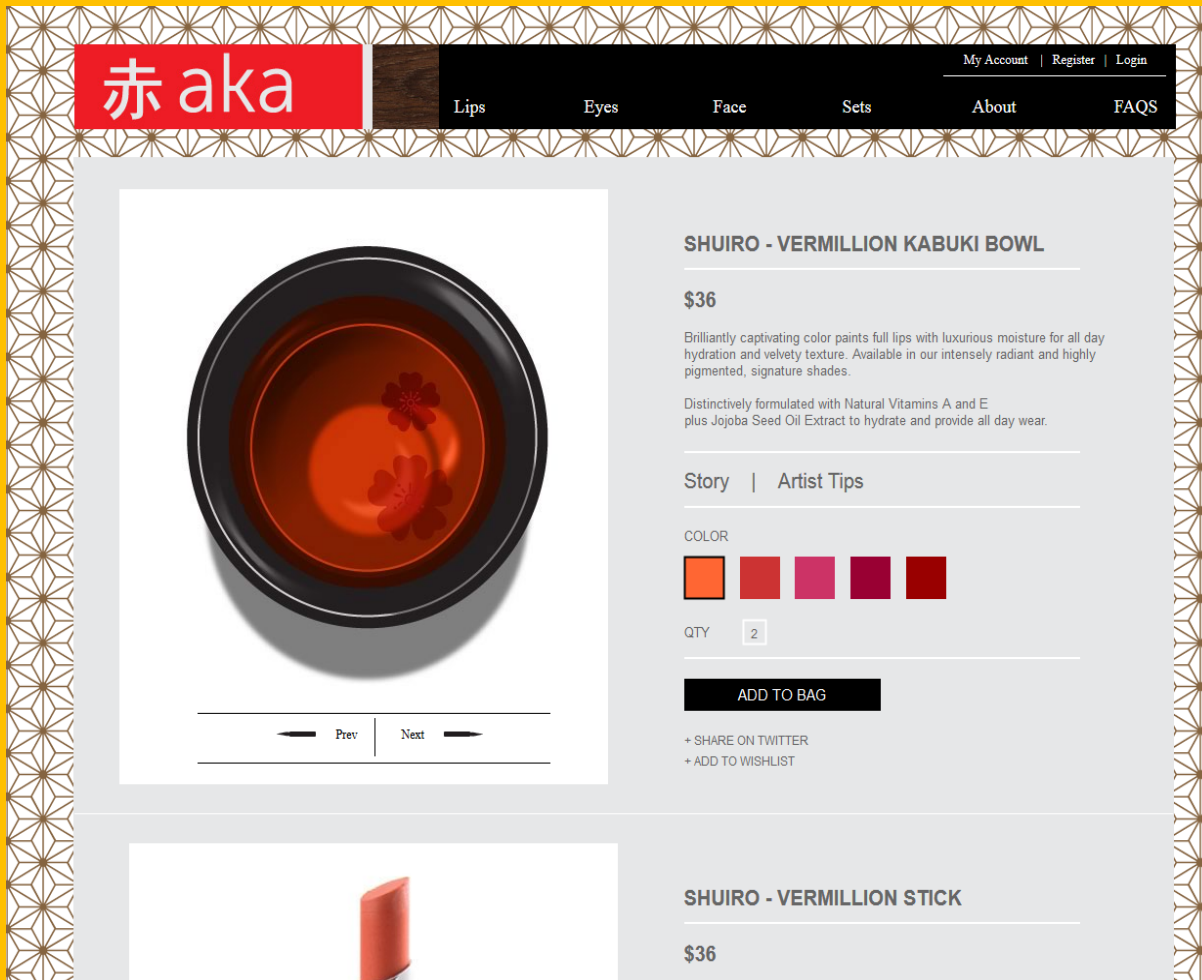 赤 aka
My Account | Register | Login
Lips Eyes Face Sets About FAQS
SHUIRO - VERMILLION KABUKI BOWL
$36
Brilliantly captivating color paints full lips with luxurious moisture for all day
hydration and velvety texture. Available in our intensely radiant and highly
pigmented, signature shades.
Distinctively formulated with Natural Vitamins A and E
plus Jojoba Seed Oil Extract to hydrate and provide all day wear.
Story | Artist Tips
COLOR
QTY 2
ADD TO BAG
+ SHARE ON TWITTER
+ ADD TO WISHLIST
Prev Next
SHUIRO - VERMILLION STICK
$36